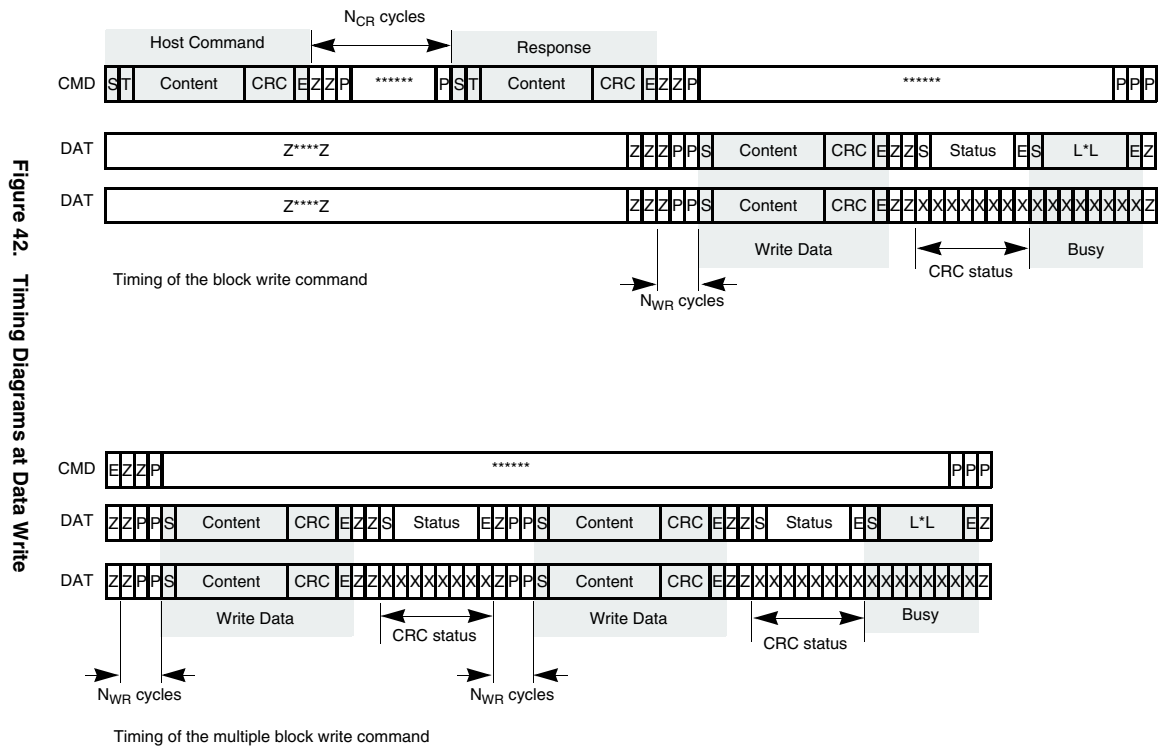 NCR cycles
Host Command Response
CMD S T Content CRC E Z Z P ****** P S T Content CRC E Z Z P ****** P P P
DAT Z****Z Z Z Z P P S Content CRC E Z Z S Status E S L*L E Z
DAT Z****Z Z Z Z P P S Content CRC E Z Z X X X X X X X X X X X X X X X X Z
Write Data CRC status Busy
Timing of the block write command
NWR cycles
CMD E Z Z P ****** P P P
DAT Z Z P P S Content CRC E Z Z S Status E Z P P S Content CRC E Z Z S Status E S L*L E Z
DAT Z Z P P S Content CRC E Z Z X X X X X X X X Z P P S Content CRC E Z Z X X X X X X X X X X X X X X X X Z
Write Data CRC status Write Data CRC status Busy
NWR cycles NWR cycles
Timing of the multiple block write command
Figure 42. Timing Diagrams at Data Write